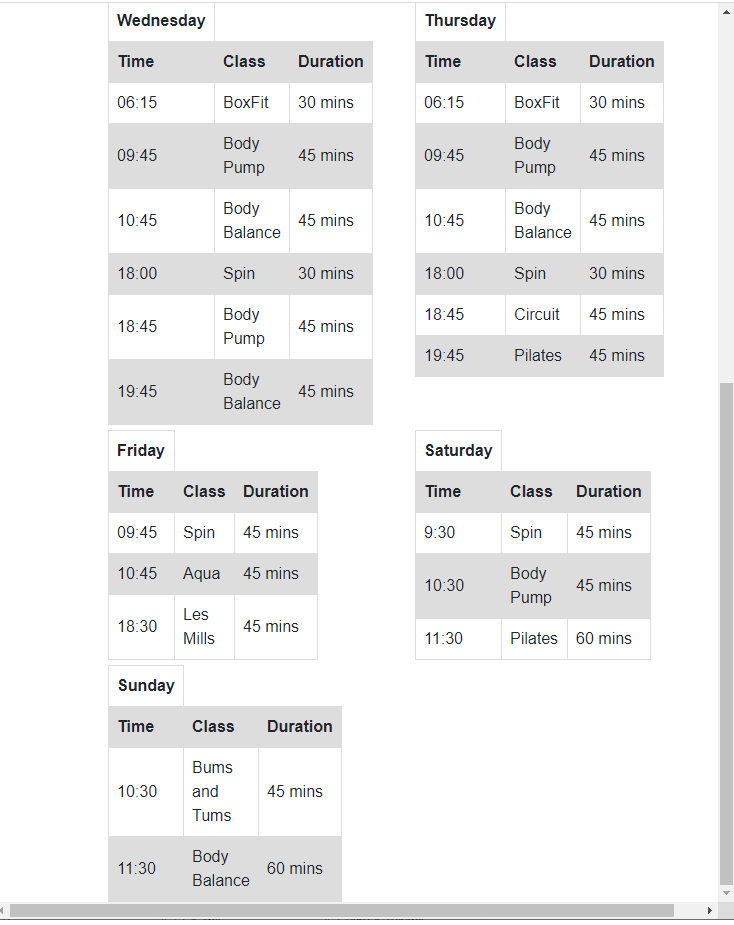 Wednesday
Time Class Duration
06:15 BoxFit 30 mins
09:45 Body Pump 45 mins
10:45 Body Balance 45 mins
18:00 Spin 30 mins
18:45 Body Pump 45 mins
19:45 Body Balance 45 mins
Thursday
Time Class Duration
06:15 BoxFit 30 mins
09:45 Body Pump 45 mins
10:45 Body Balance 45 mins
18:00 Spin 30 mins
18:45 Circuit 45 mins
19:45 Pilates 45 mins
Friday
Time Class Duration
09:45 Spin 45 mins
10:45 Aqua 45 mins
18:30 Les Mills 45 mins
Saturday
Time Class Duration
9:30 Spin 45 mins
10:30 Body Pump 45 mins
11:30 Pilates 60 mins
Sunday
Time Class Duration
10:30 Bums and Tums 45 mins
11:30 Body Balance 60 mins